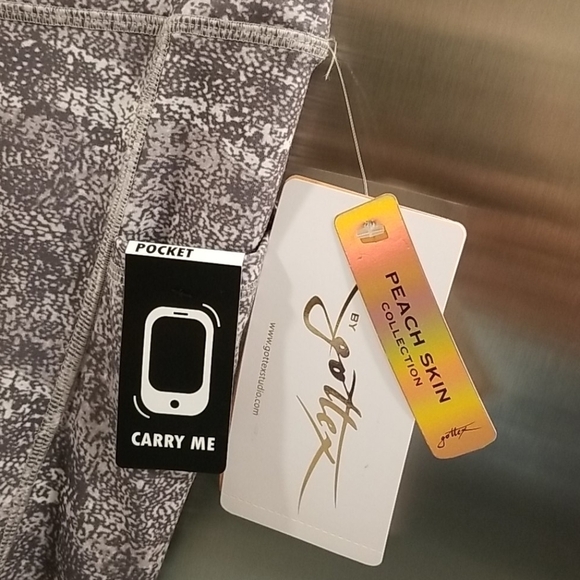 POCKET
CARRY ME
BY
gottex
www.gottexstudio.com
PEACH SKIN
COLLECTION
gottex